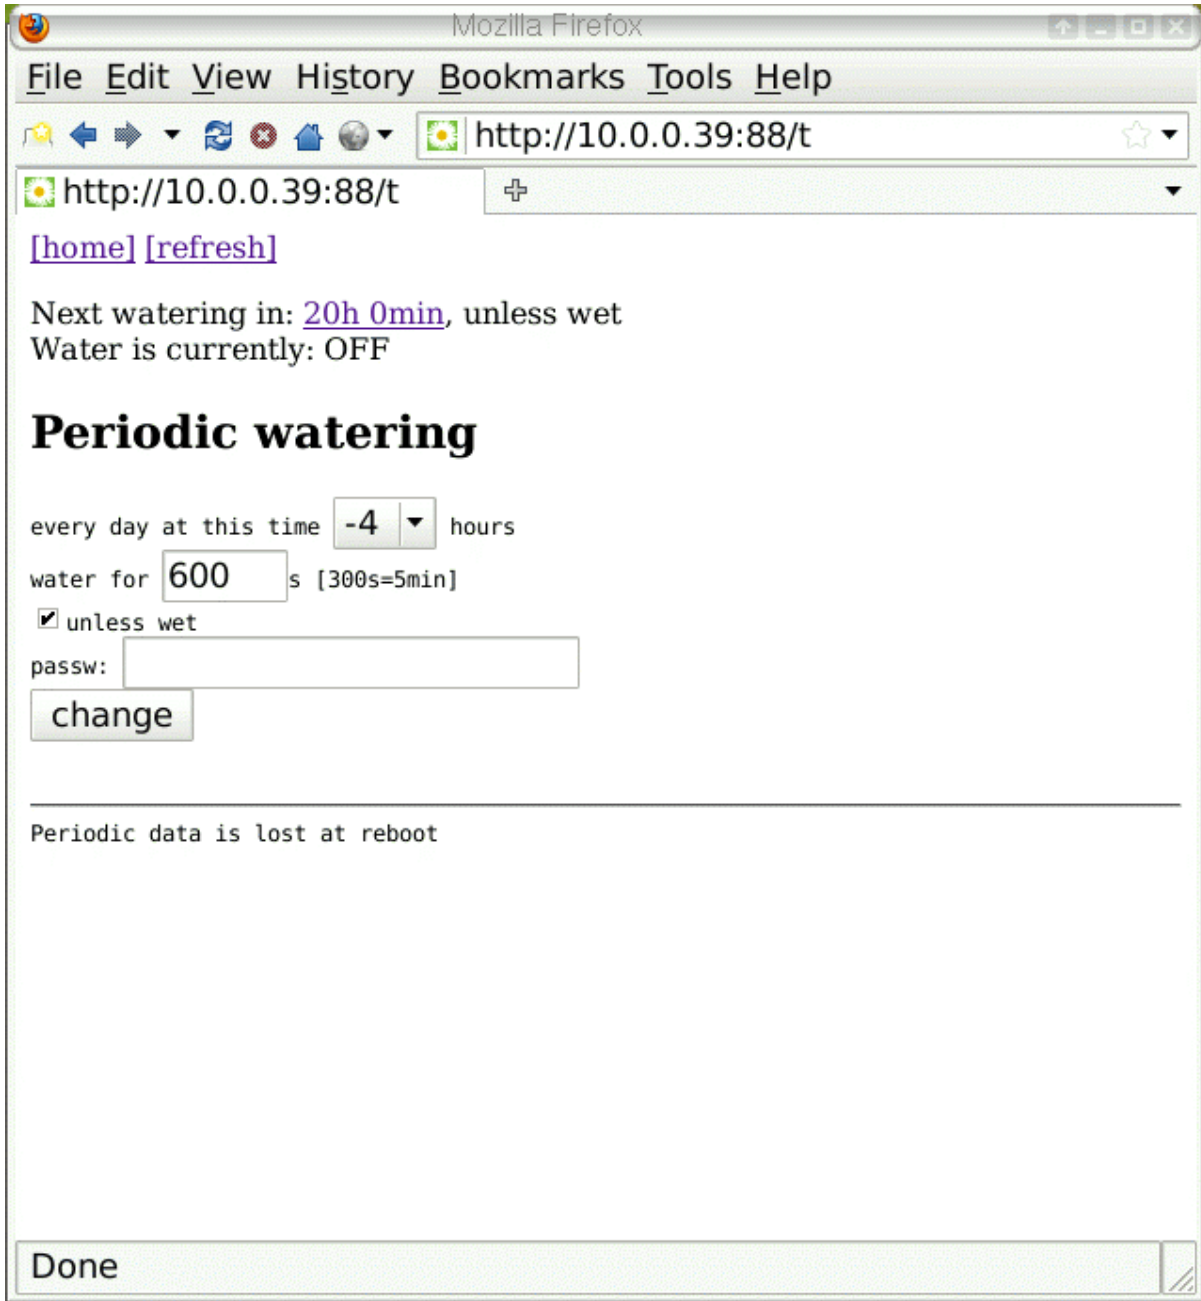 Mozilla Firefox
File Edit View History Bookmarks Tools Help
http://10.0.0.39:88/t
http://10.0.0.39:88/t
[home] [refresh]
Next watering in: 20h 0min, unless wet
Water is currently: OFF
Periodic watering
every day at this time -4 hours
water for 600 s [300s=5min]
unless wet
passw:
change
Periodic data is lost at reboot
Done